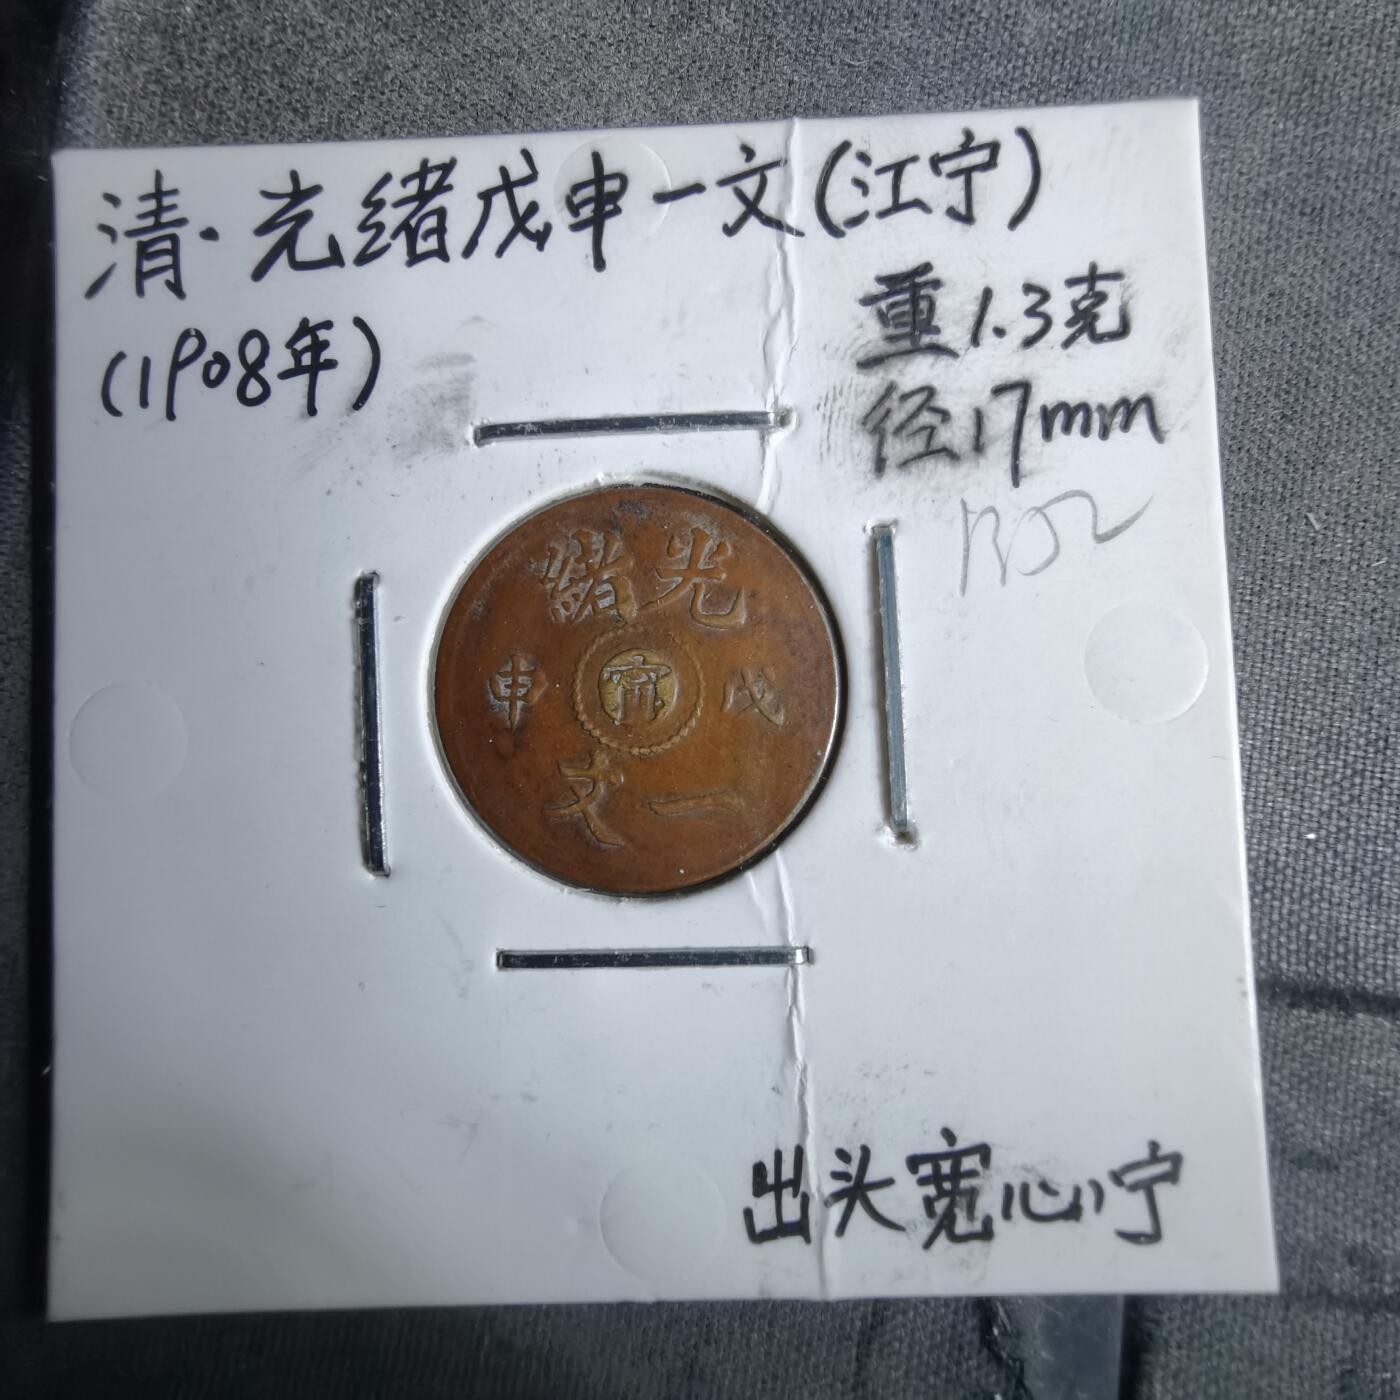 清·光绪戊申一文(江宁)
(1908年)
重1.3克
径17mm
光緒
戊申
宁
一文
出头宽心宁